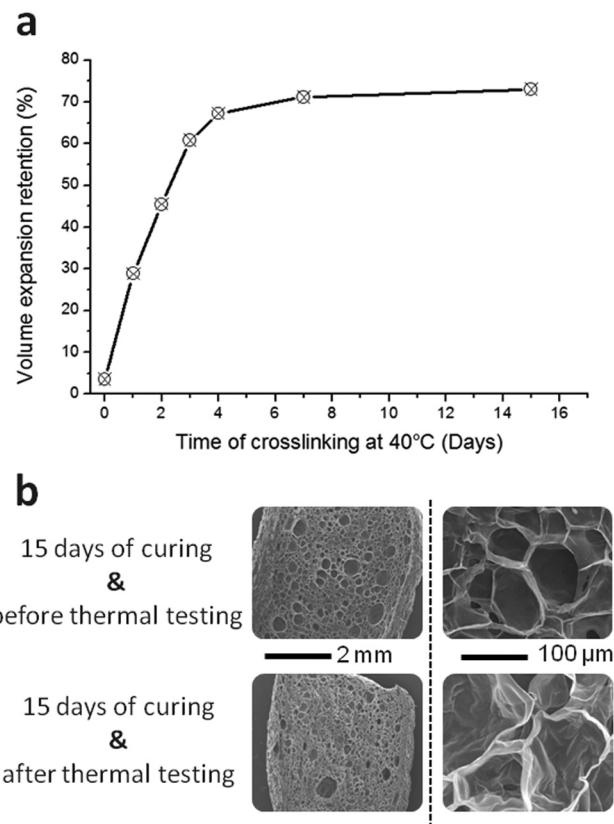 a
80
70
60
50
40
30
20
10
0
Volume expansion retention (%)
0 2 4 6 8 10 12 14 16
Time of crosslinking at 40°C (Days)
b
15 days of curing
&
before thermal testing
2 mm
100 µm
15 days of curing
&
after thermal testing